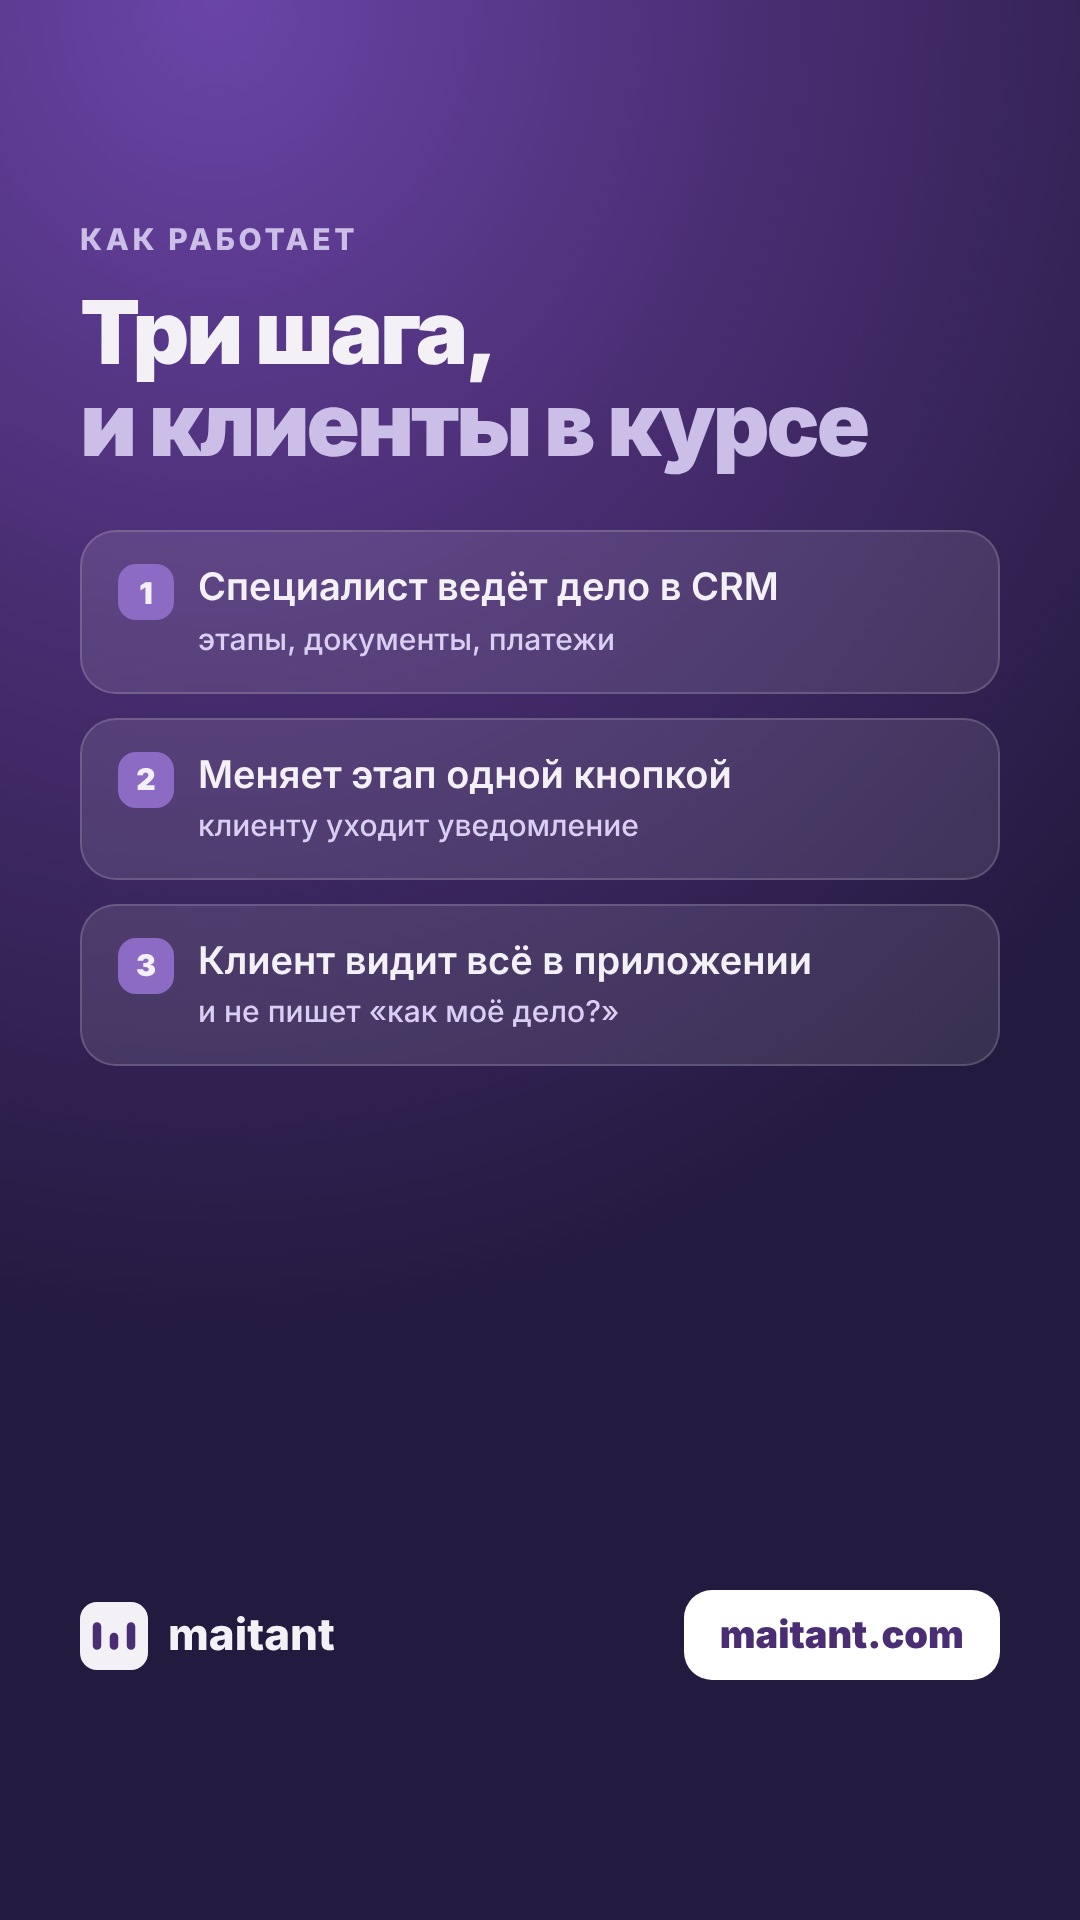 КАК РАБОТАЕТ
Три шага,
и клиенты в курсе
1 Специалист ведёт дело в CRM
этапы, документы, платежи
2 Меняет этап одной кнопкой
клиенту уходит уведомление
3 Клиент видит всё в приложении
и не пишет «как моё дело?»
maitant
maitant.com